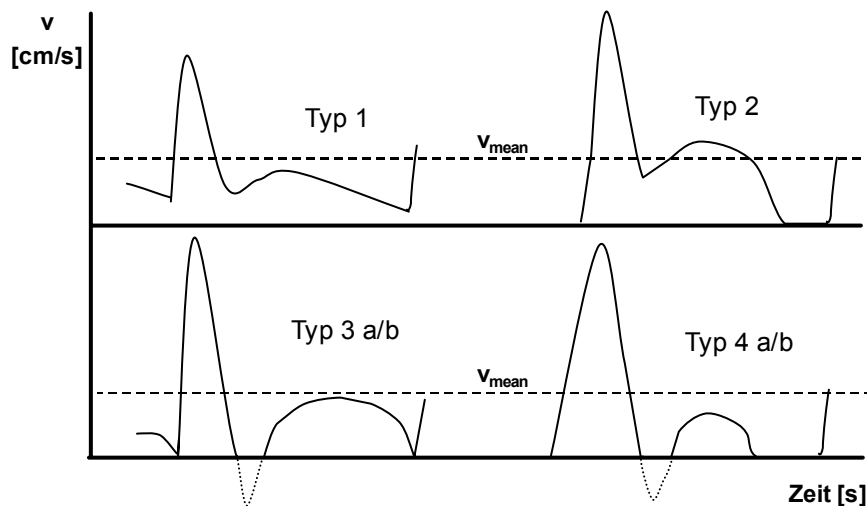 v
[cm/s]
Typ 1
Typ 2
vmean
Typ 3 a/b
Typ 4 a/b
vmean
Zeit [s]